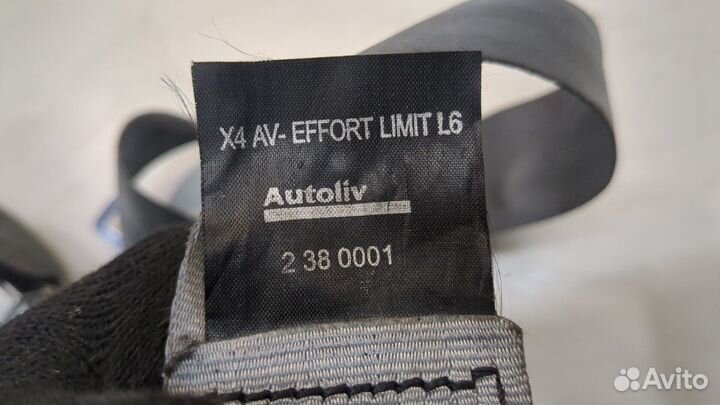 X4 AV- EFFORT LIMIT L6
Autoliv
2 38 0001
Avito